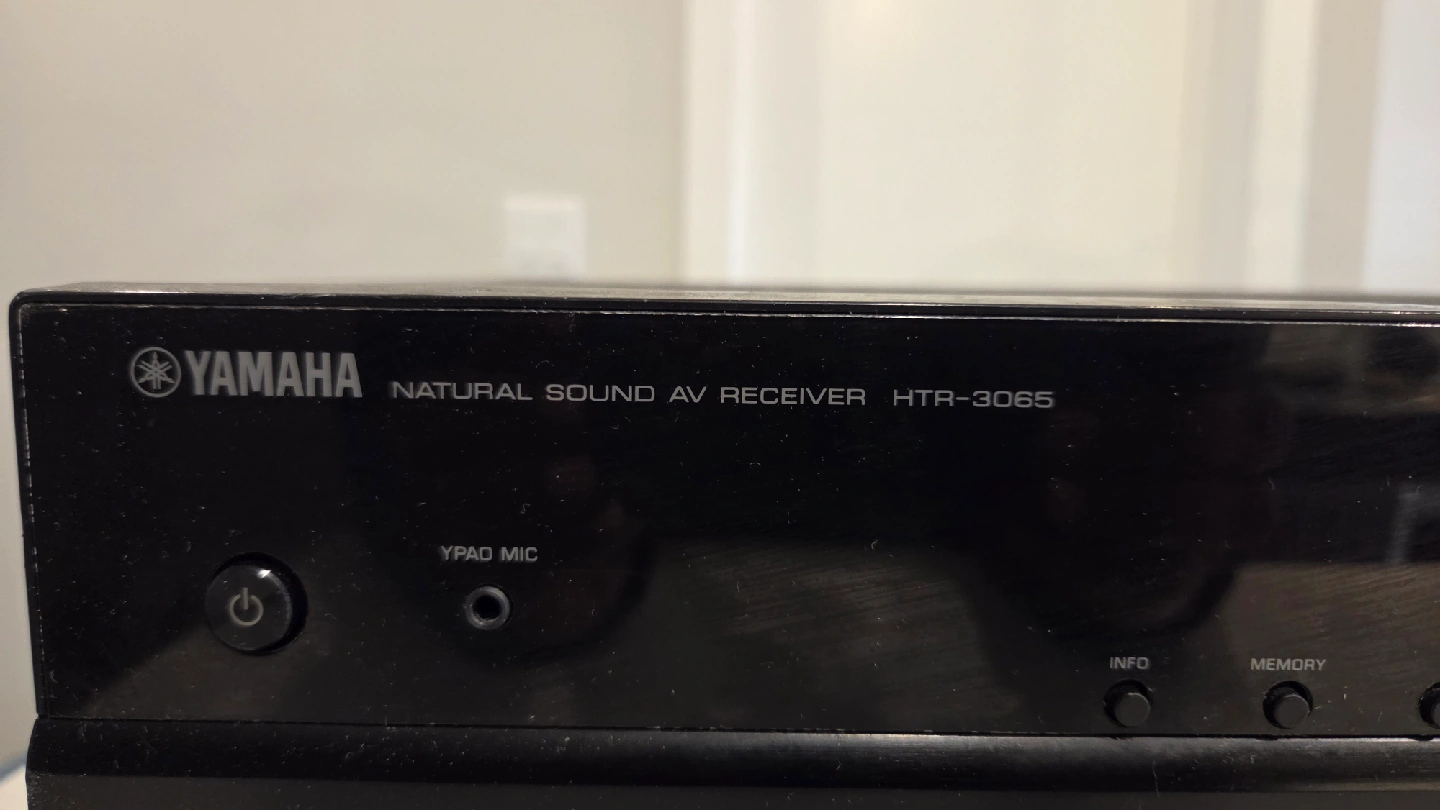 YAMAHA NATURAL SOUND AV RECEIVER HTR-3065
YPAO MIC
INFO MEMORY